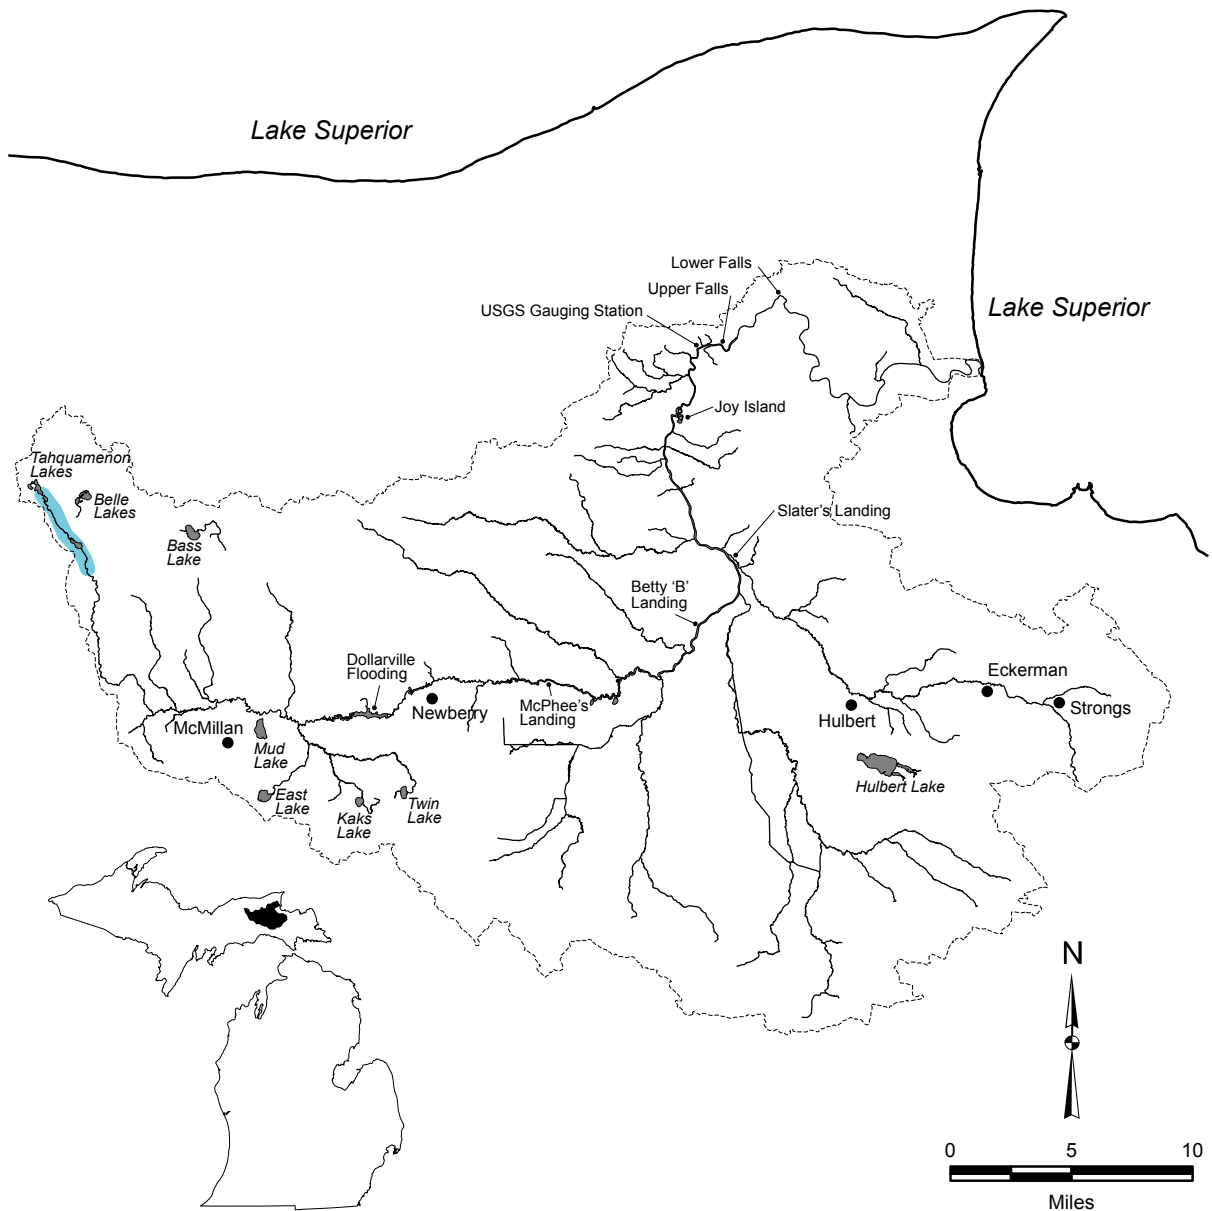 Lake Superior
Lower Falls
Upper Falls
USGS Gauging Station
Lake Superior
Joy Island
Tahquamenon
Lakes
Belle
Lakes
Slater's Landing
Bass
Lake
Betty 'B'
Landing
Dollarville
Flooding
Eckerman
McPhee's
Landing
Newberry
Hulbert
Strongs
McMillan
Mud
Lake
Hulbert Lake
East
Lake
Twin
Lake
Kaks
Lake
N
0 5 10
Miles